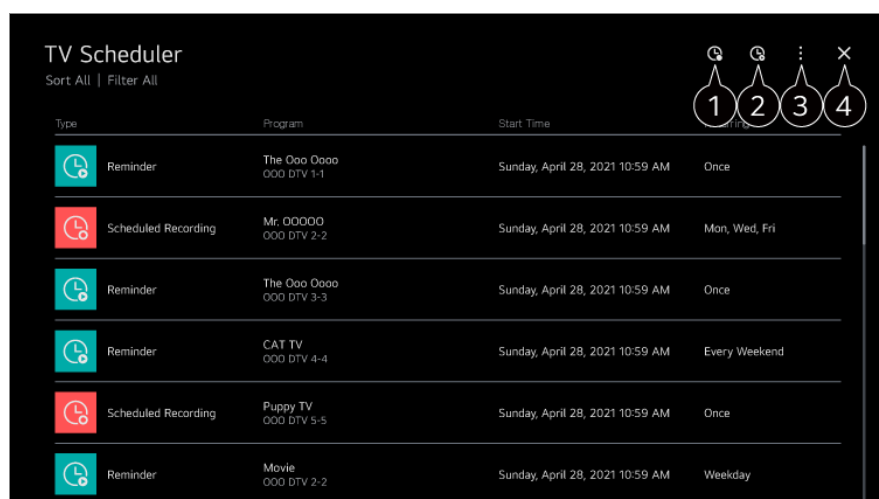 TV Scheduler
Sort All | Filter All
1 2 3 4
Type Program Start Time
Reminder The Ooo Oooo Sunday, April 28, 2021 10:59 AM Once
OOO DTV 1-1
Scheduled Recording Mr. OOOOO Sunday, April 28, 2021 10:59 AM Mon, Wed, Fri
OOO DTV 2-2
Reminder The Ooo Oooo Sunday, April 28, 2021 10:59 AM Once
OOO DTV 3-3
Reminder CAT TV Sunday, April 28, 2021 10:59 AM Every Weekend
OOO DTV 4-4
Scheduled Recording Puppy TV Sunday, April 28, 2021 10:59 AM Once
OOO DTV 5-5
Reminder Movie Sunday, April 28, 2021 10:59 AM Weekday
OOO DTV 2-2